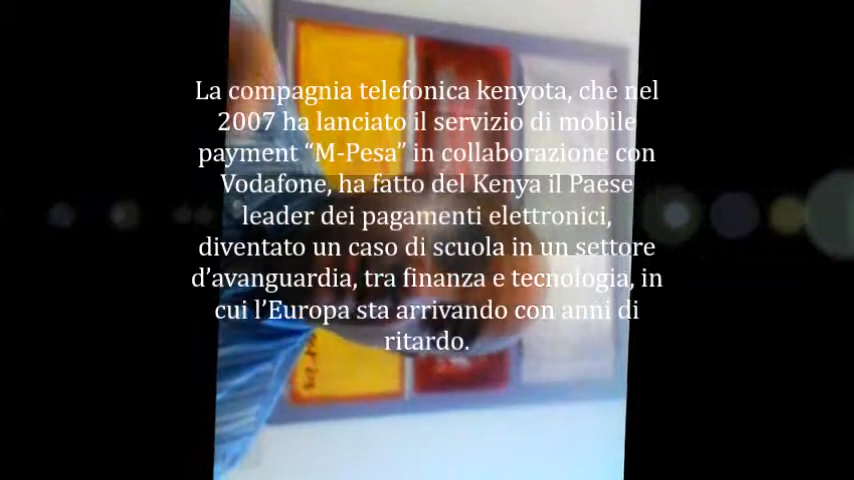 La compagnia telefonica kenyota, che nel
2007 ha lanciato il servizio di mobile
payment “M-Pesa” in collaborazione con
Vodafone, ha fatto del Kenya il Paese
leader dei pagamenti elettronici,
diventato un caso di scuola in un settore
d’avanguardia, tra finanza e tecnologia, in
cui l’Europa sta arrivando con anni di
ritardo.